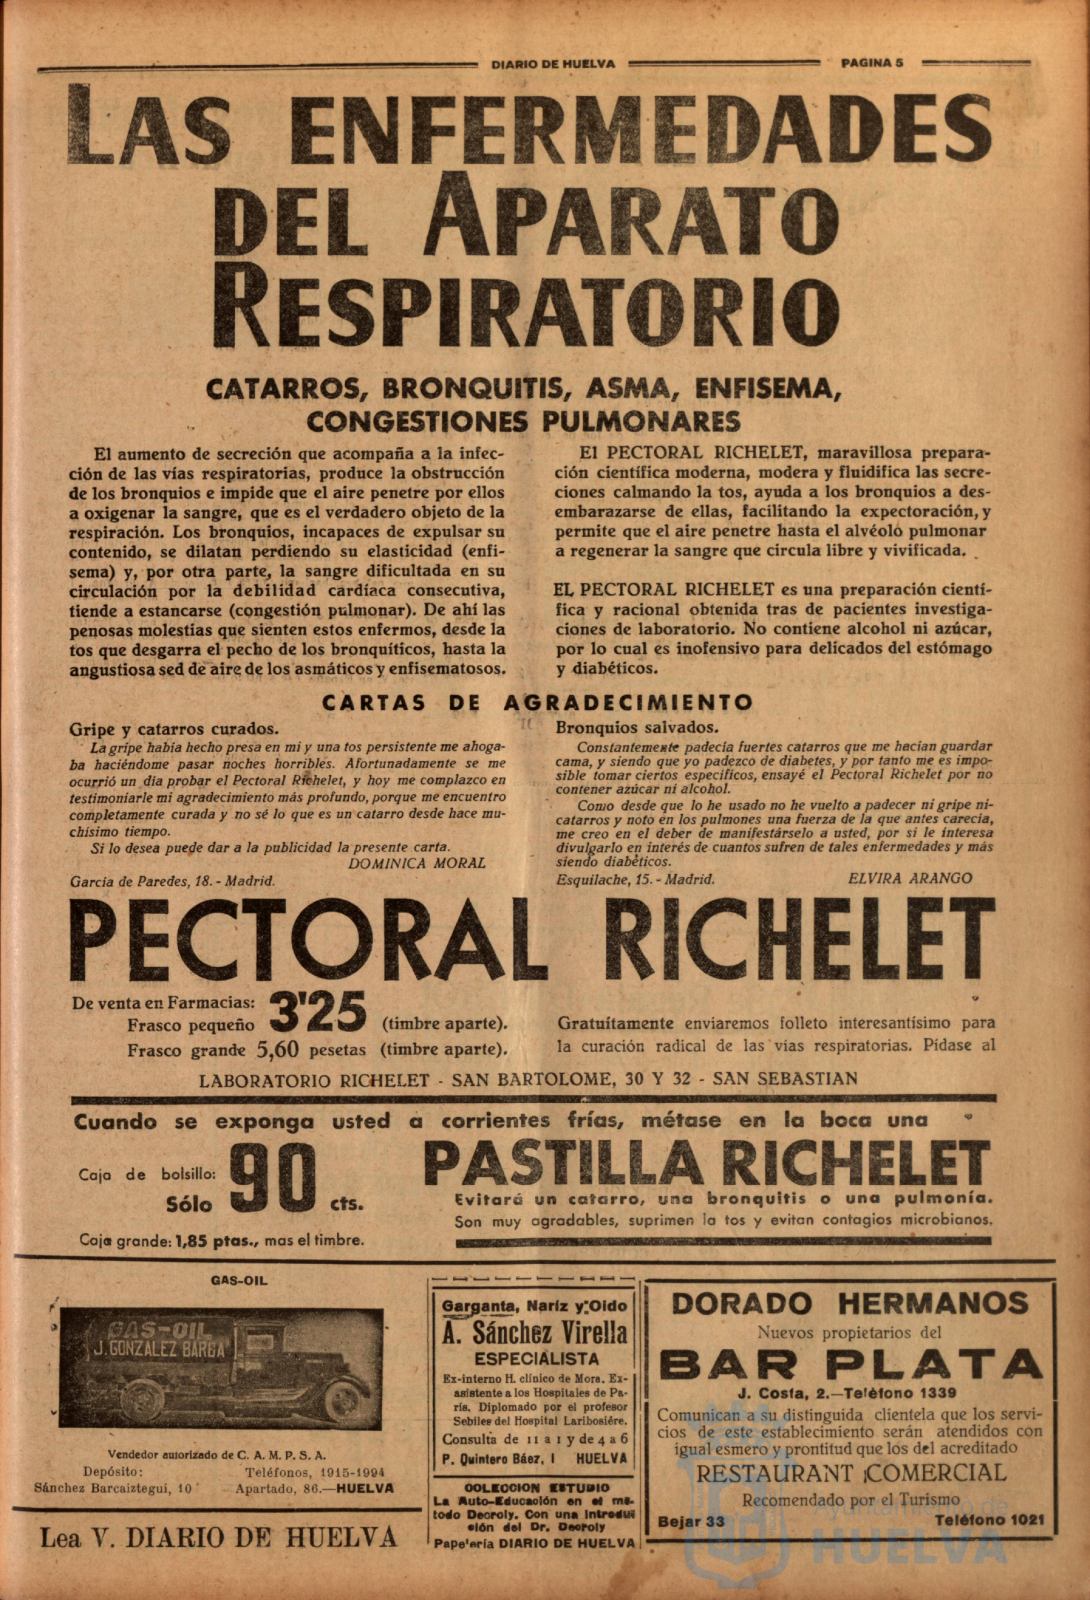 DIARIO DE HUELVA
PAGINA 5
LAS ENFERMEDADES
DEL APARATO
RESPIRATORIO
CATARROS, BRONQUITIS, ASMA, ENFISEMA,
CONGESTIONES PULMONARES
El aumento de secreción que acompaña a la infec-
ción de las vías respiratorias, produce la obstrucción
de los bronquios e impide que el aire penetre por ellos
a oxigenar la sangre, que es el verdadero objeto de la
respiración. Los bronquios, incapaces de expulsar su
contenido, se dilatan perdiendo su elasticidad (enfi-
sema) y, por otra parte, la sangre dificultada en su
circulación por la debilidad cardíaca consecutiva,
tiende a estancarse (congestión pulmonar). De ahí las
penosas molestias que sienten estos enfermos, desde la
tos que desgarra el pecho de los bronquíticos, hasta la
angustiosa sed de aire de los asmáticos y enfisematosos.
El PECTORAL RICHELET, maravillosa prepara-
ción científica moderna, modera y fluidifica las secre-
ciones calmando la tos, ayuda a los bronquios a des-
embarazarse de ellas, facilitando la expectoración, y
permite que el aire penetre hasta el alvéolo pulmonar
a regenerar la sangre que circula libre y vivificada.
EL PECTORAL RICHELET es una preparación cientí-
fica y racional obtenida tras de pacientes investiga-
ciones de laboratorio. No contiene alcohol ni azúcar,
por lo cual es inofensivo para delicados del estómago
y diabéticos.
CARTAS DE AGRADECIMIENTO
Gripe y catarros curados.
La gripe había hecho presa en mi y una tos persistente me ahoga-
ba haciéndome pasar noches horribles. Afortunadamente se me
ocurrió un día probar el Pectoral Richelet, y hoy me complazco en
testimoniarle mi agradecimiento más profundo, porque me encuentro
completamente curada y no sé lo que es un catarro desde hace mu-
chísimo tiempo.
Si lo desea puede dar a la publicidad la presente carta.
DOMINICA MORAL
García de Paredes, 18. - Madrid.
Bronquios salvados.
Constantemente padecía fuertes catarros que me hacían guardar
cama, y siendo que yo padezco de diabetes, y por tanto me es impo-
sible tomar ciertos específicos, ensayé el Pectoral Richelet por no
contener azúcar ni alcohol.
Como desde que lo he usado no he vuelto a padecer ni gripe ni-
catarros y noto en los pulmones una fuerza de la que antes carecía,
me creo en el deber de manifestárselo a usted, por si le interesa
divulgarlo en interés de cuantos sufren de tales enfermedades y más
siendo diabéticos.
Esquilache, 15. - Madrid.
ELVIRA ARANGO
PECTORAL RICHELET
De venta en Farmacias:
Frasco pequeño 3'25 (timbre aparte).
Frasco grande 5,60 pesetas (timbre aparte).
Gratuítamente enviaremos folleto interesantísimo para
la curación radical de las vías respiratorias. Pídase al
LABORATORIO RICHELET - SAN BARTOLOME, 30 Y 32 - SAN SEBASTIAN
Cuando se exponga usted a corrientes frías, métase en la boca una
Caja de bolsillo:
Sólo 90 cts.
Caja grande: 1,85 ptas., mas el timbre.
PASTILLA RICHELET
Evitará un catarro, una bronquitis o una pulmonía.
Son muy agradables, suprimen la tos y evitan contagios microbianos.
GAS-OIL
GAS-OIL
J. GONZALEZ BARBA
Vendedor autorizado de C. A. M. P. S. A.
Depósito:
Sánchez Barcaiztegui, 10
Teléfonos, 1915-1994
Apartado, 86.—HUELVA
Lea V. DIARIO DE HUELVA
Garganta, Nariz y Oido
A. Sánchez Virella
ESPECIALISTA
Ex-interno H. clínico de Mora. Ex-
asistente a los Hospitales de Pa-
rís. Diplomado por el profesor
Sebiles del Hospital Laribosiére.
Consulta de 11 a 1 y de 4 a 6
P. Quintero Báez, 1 HUELVA
COLECCION ESTUDIO
La Auto-Educación en el mé-
todo Decroly. Con una introduc
ción del Dr. Decroly
Papelería DIARIO DE HUELVA
DORADO HERMANOS
Nuevos propietarios del
BAR PLATA
J. Costa, 2.—Teléfono 1339
Comunican a su distinguida clientela que los servi-
cios de este establecimiento serán atendidos con
igual esmero y prontitud que los del acreditado
RESTAURANT COMERCIAL
Recomendado por el Turismo
Bejar 33
Teléfono 1021
Ayuntamiento de
HUELVA